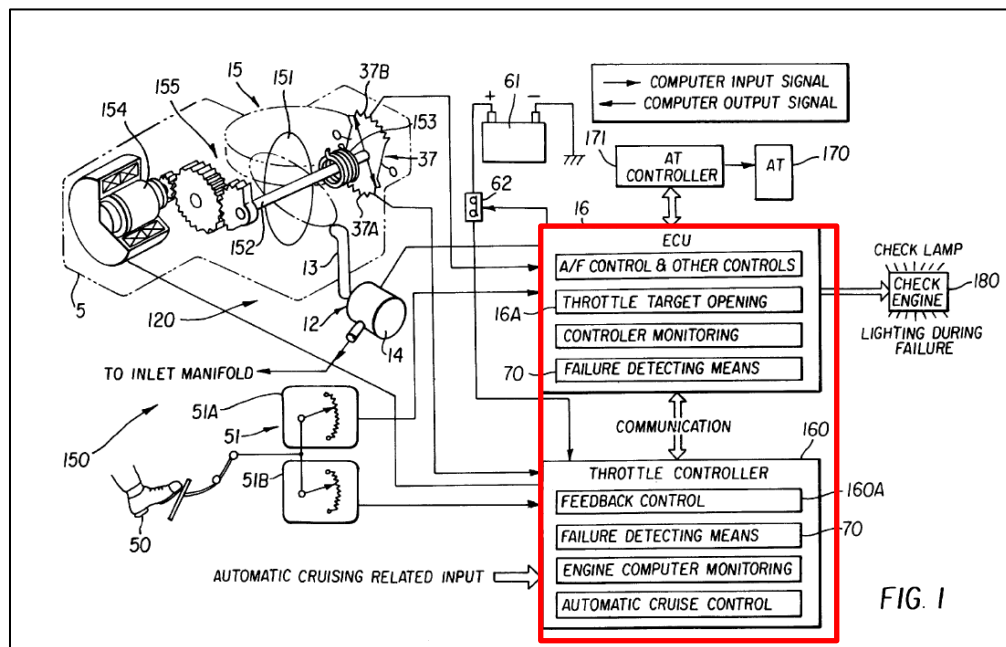 15 151 37B
155
154
153
37
37A
152
13
5
120
12
14
TO INLET MANIFOLD
51A
51
150
51B
50
AUTOMATIC CRUISING RELATED INPUT
+ −
61
62
COMPUTER INPUT SIGNAL
COMPUTER OUTPUT SIGNAL
171
AT
CONTROLLER
AT
170
16
ECU
A/F CONTROL & OTHER CONTROLS
16A
THROTTLE TARGET OPENING
CONTROLER MONITORING
70
FAILURE DETECTING MEANS
CHECK LAMP
CHECK
ENGINE
180
LIGHTING DURING
FAILURE
COMMUNICATION
160
THROTTLE CONTROLLER
FEEDBACK CONTROL
160A
FAILURE DETECTING MEANS
70
ENGINE COMPUTER MONITORING
AUTOMATIC CRUISE CONTROL
FIG. 1